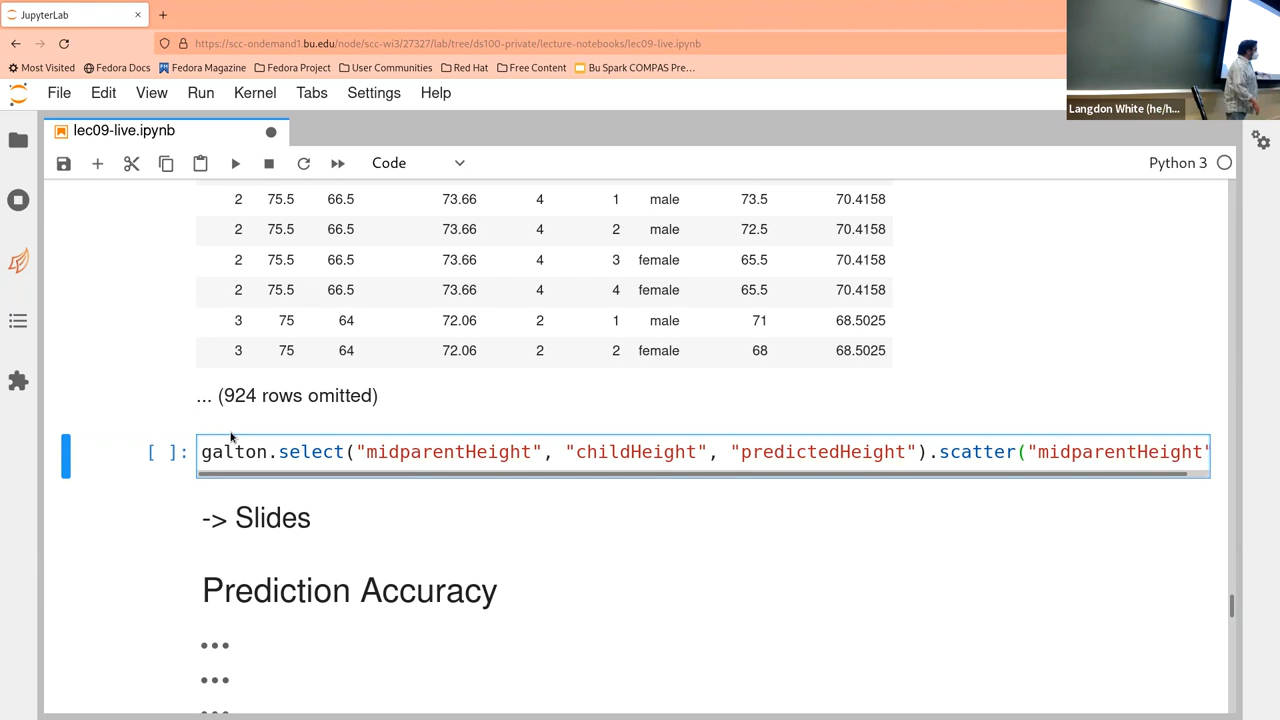 JupyterLab
https://scc-ondemand1.bu.edu/node/scc-wi3/27327/lab/tree/ds100-private/lecture-notebooks/lec09-live.ipynb
Most Visited Fedora Docs Fedora Magazine Fedora Project User Communities Red Hat Free Content Bu Spark COMPAS Pre...
Langdon White (he/h...
File Edit View Run Kernel Tabs Settings Help
lec09-live.ipynb
Code Python 3
2 75.5 66.5 73.66 4 1 male 73.5 70.4158
2 75.5 66.5 73.66 4 2 male 72.5 70.4158
2 75.5 66.5 73.66 4 3 female 65.5 70.4158
2 75.5 66.5 73.66 4 4 female 65.5 70.4158
3 75 64 72.06 2 1 male 71 68.5025
3 75 64 72.06 2 2 female 68 68.5025
... (924 rows omitted)
[ ]: galton.select("midparentHeight", "childHeight", "predictedHeight").scatter("midparentHeight"
-> Slides
Prediction Accuracy